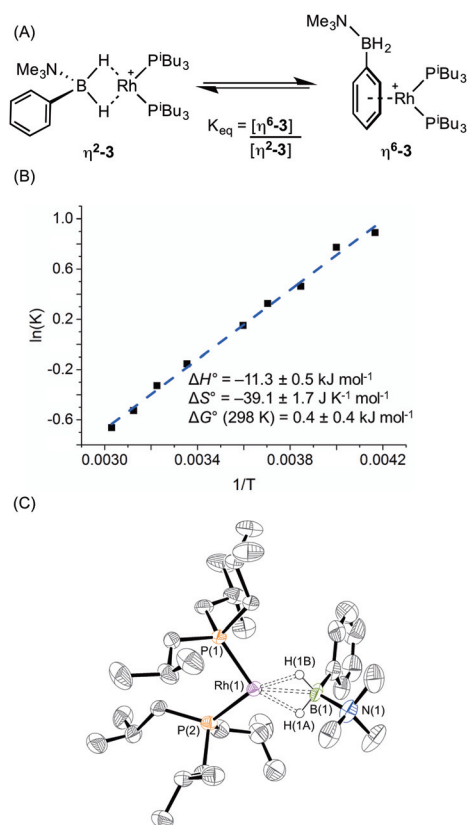 (A)
Me₃N
H
B
H
Rh
+
PⁱBu₃
PⁱBu₃
η²-3
Kₑq = [η⁶-3]
[η²-3]
Me₃N
BH₂
Rh
+
PⁱBu₃
PⁱBu₃
η⁶-3
(B)
ln(K)
1.0
0.6
0.2
-0.2
-0.6
ΔH° = –11.3 ± 0.5 kJ mol⁻¹
ΔS° = –39.1 ± 1.7 J K⁻¹ mol⁻¹
ΔG° (298 K) = 0.4 ± 0.4 kJ mol⁻¹
0.0030 0.0034 0.0038 0.0042
1/T
(C)
P(1)
H(1B)
Rh(1)
B(1) N(1)
H(1A)
P(2)